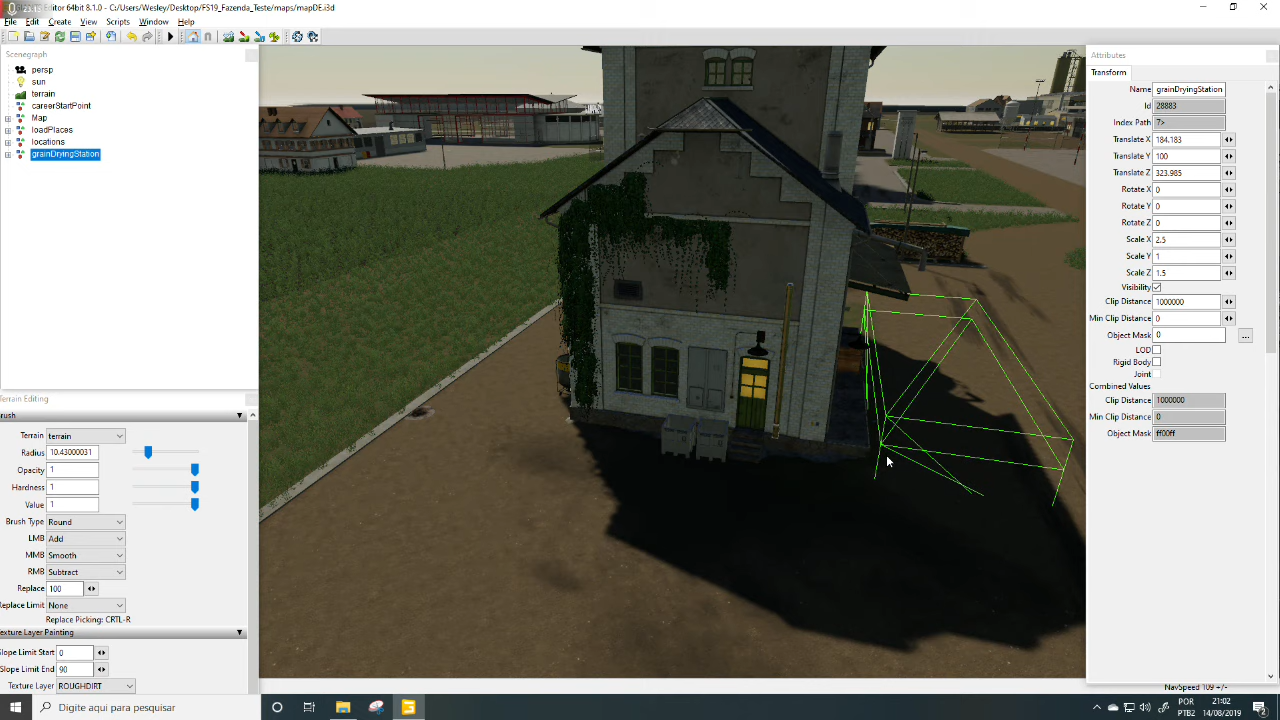 64bit 8.1.0 - C:/Users/Wesley/Desktop/FS19_Fazenda_Teste/maps/mapDE.i3d
File Edit Create View Scripts Window Help
Scenegraph
persp
sun
terrain
careerStartPoint
Map
loadPlaces
locations
grainDryingStation
Terrain Editing
Brush
Terrain terrain
Radius 10.43000031
Opacity 1
Hardness 1
Value 1
Brush Type Round
LMB Add
MMB Smooth
RMB Subtract
Replace 100
Replace Limit None
Replace Picking: CRTL-R
Texture Layer Painting
Slope Limit Start 0
Slope Limit End 90
Texture Layer ROUGHDIRT
Attributes
Transform
Name grainDryingStation
Id 28883
Index Path 7>
Translate X 184.183
Translate Y 100
Translate Z 323.985
Rotate X 0
Rotate Y 0
Rotate Z 0
Scale X 2.5
Scale Y 1
Scale Z 1.5
Visibility
Clip Distance 1000000
Min Clip Distance 0
Object Mask 0 ...
LOD
Rigid Body
Joint
Combined Values
Clip Distance 1000000
Min Clip Distance 0
Object Mask ff00ff
NavSpeed 109 +/-
Digite aqui para pesquisar
POR
PTB2
21:02
14/08/2019
2